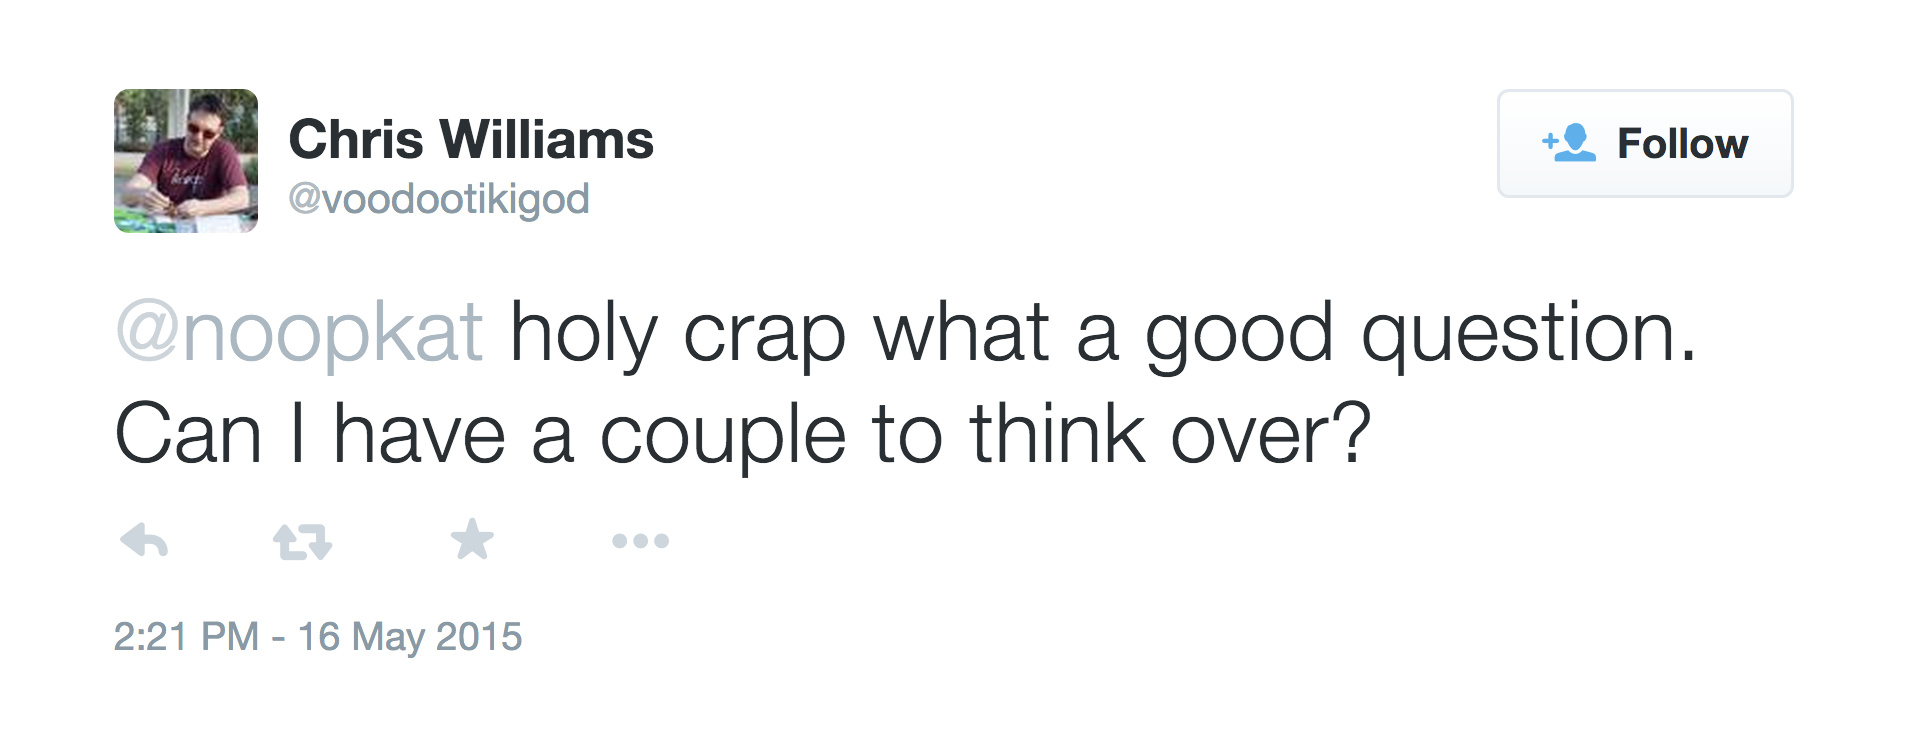 Chris Williams
@voodootikigod
Follow
@noopkat holy crap what a good question.
Can I have a couple to think over?
2:21 PM - 16 May 2015